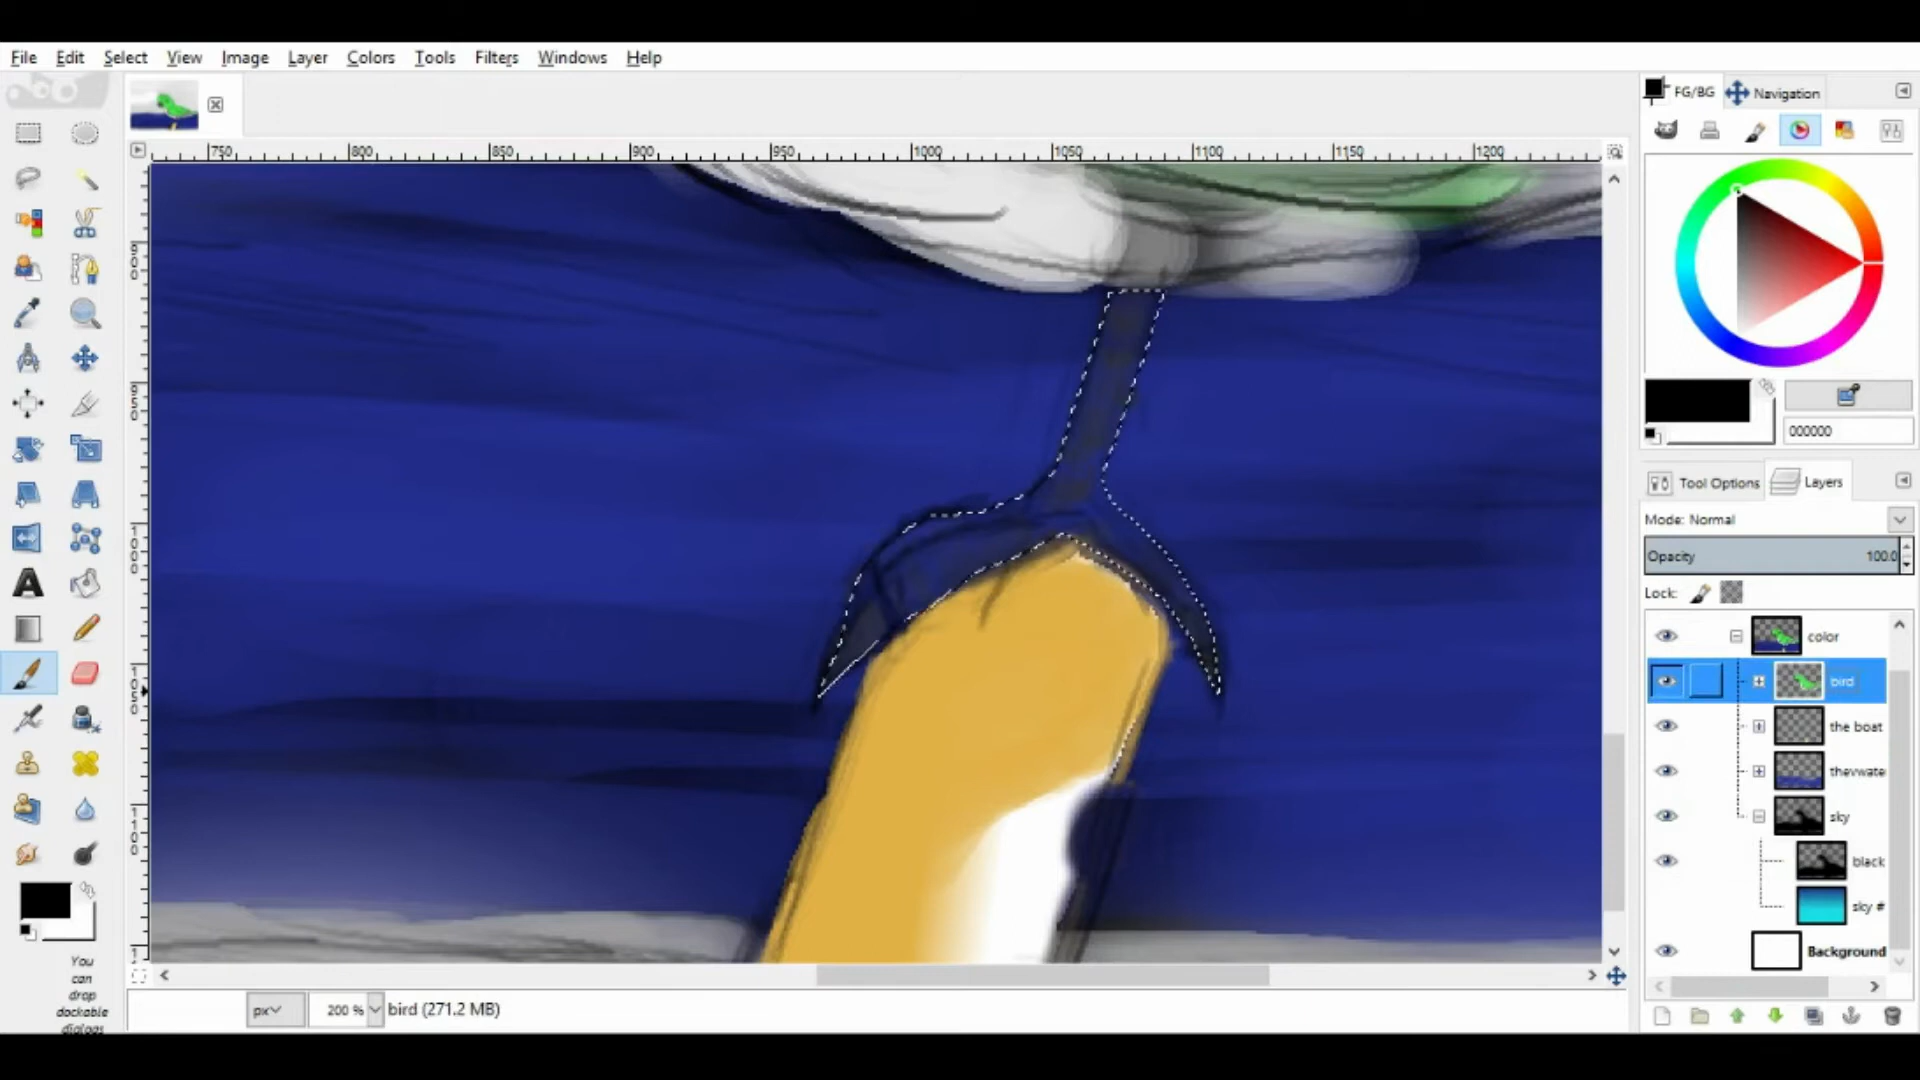 File Edit Select View Image Layer Colors Tools Filters Windows Help
FG/BG Navigation
750 800 850 900 950 1000 1050 1100 1150 1200
000000
Tool Options Layers
Mode: Normal
Opacity 100.0
Lock:
color
bird
the boat
thevwate
sky
black
sky #
Background
You
can
drop
dockable
dialogs
px 200 % bird (271.2 MB)